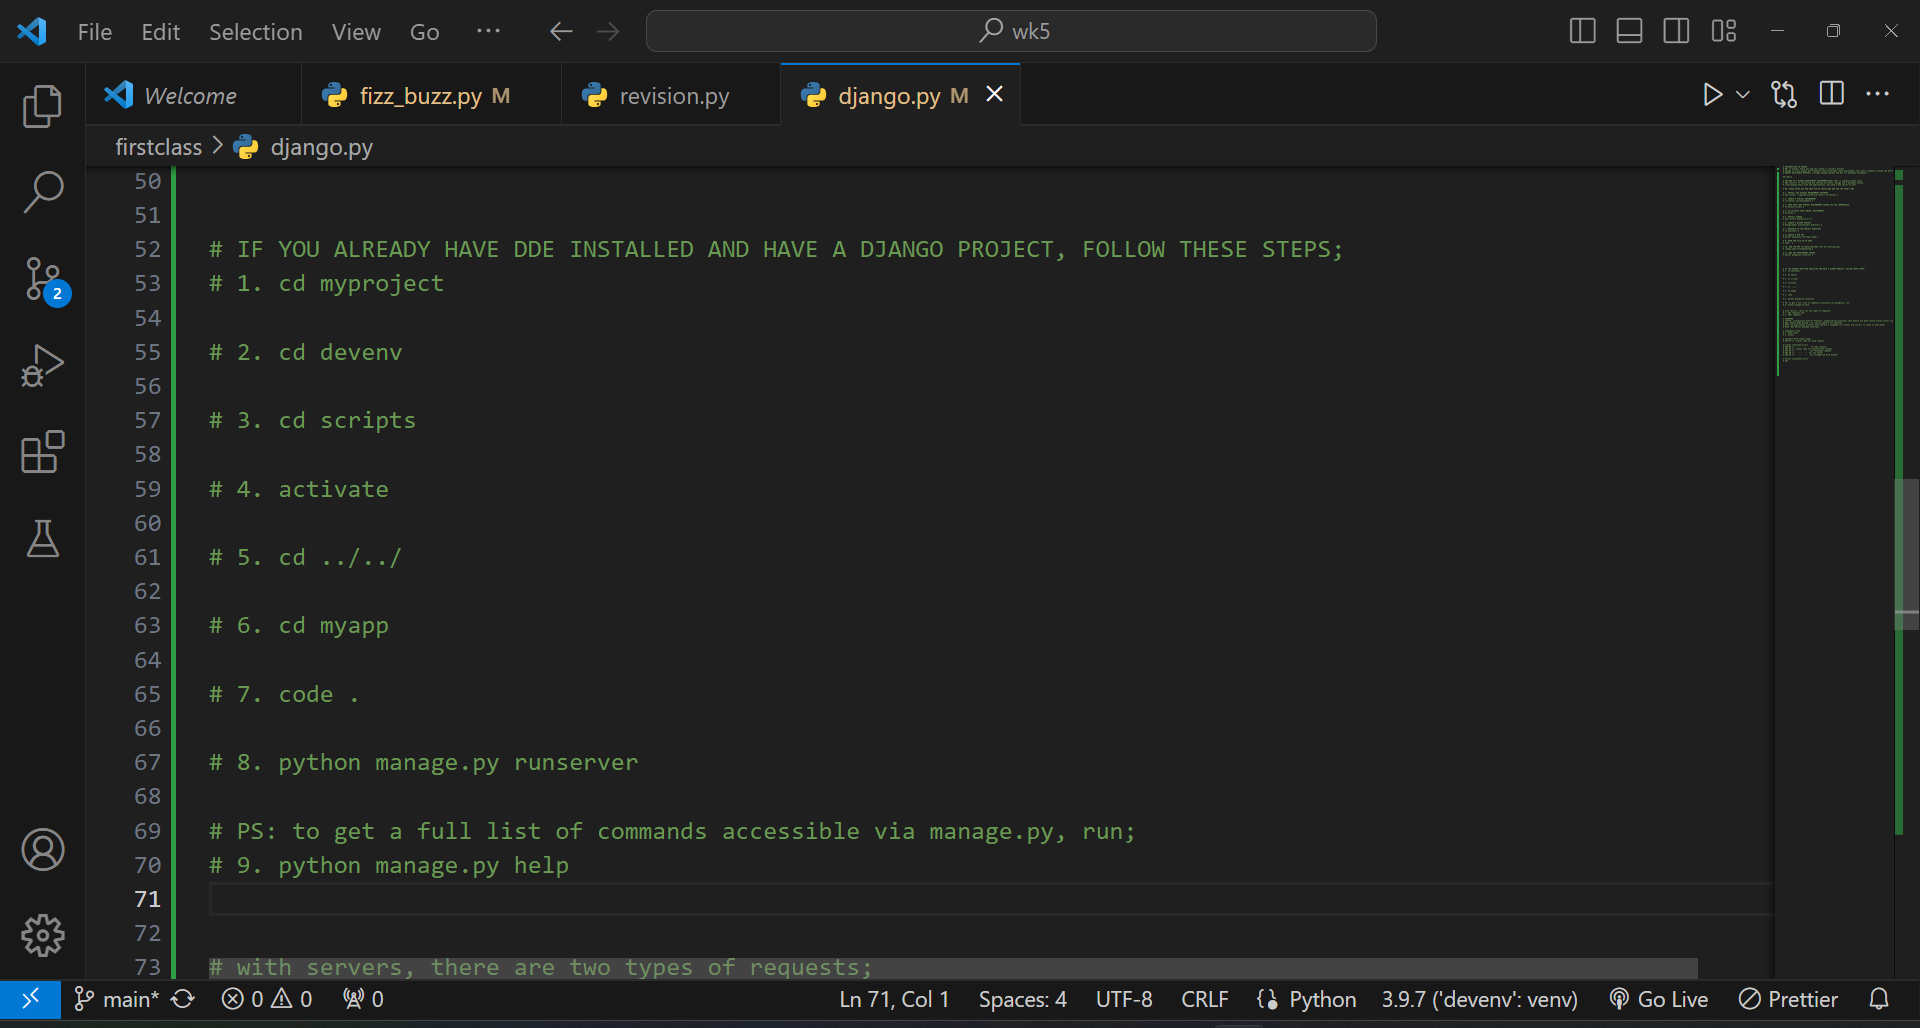 File Edit Selection View Go ··· wk5
Welcome fizz_buzz.py M revision.py django.py M
firstclass > django.py
50
51
52 # IF YOU ALREADY HAVE DDE INSTALLED AND HAVE A DJANGO PROJECT, FOLLOW THESE STEPS;
53 # 1. cd myproject
54
55 # 2. cd devenv
56
57 # 3. cd scripts
58
59 # 4. activate
60
61 # 5. cd ../../
62
63 # 6. cd myapp
64
65 # 7. code .
66
67 # 8. python manage.py runserver
68
69 # PS: to get a full list of commands accessible via manage.py, run;
70 # 9. python manage.py help
71
72
73 # with servers, there are two types of requests;
2
main* 0 0 0 Ln 71, Col 1 Spaces: 4 UTF-8 CRLF Python 3.9.7 ('devenv': venv) Go Live Prettier